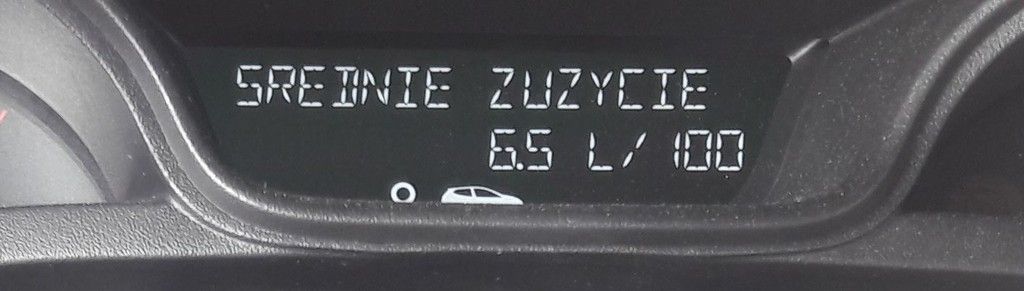 SREDNIE ZUZYCIE
6.5 L/100